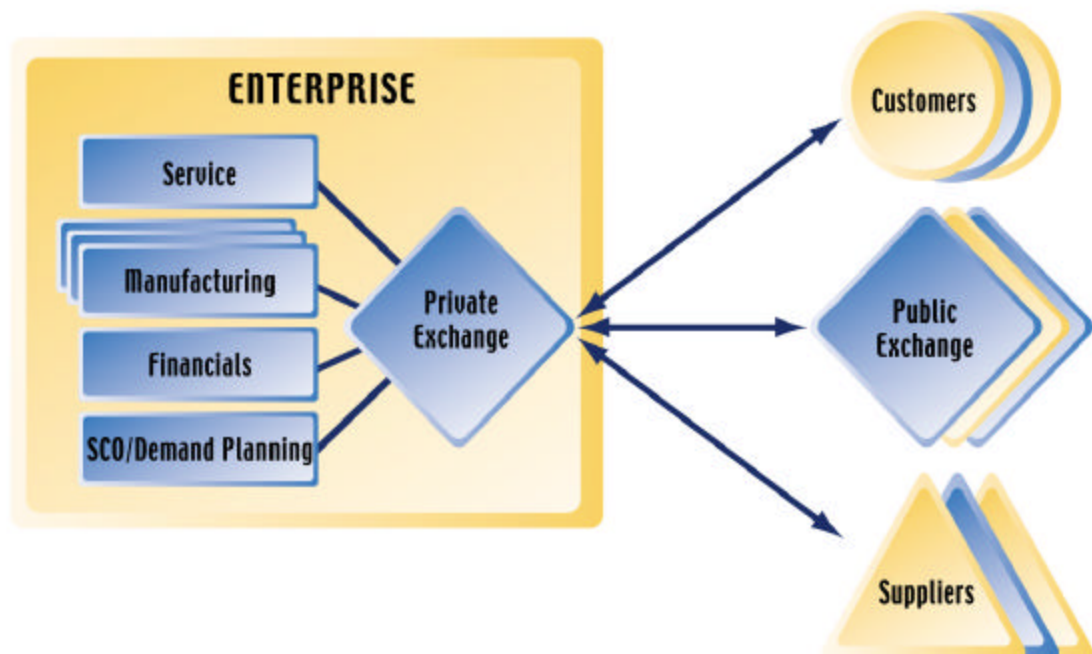 ENTERPRISE
Service
Manufacturing
Financials
SCO/Demand Planning
Private
Exchange
Customers
Public
Exchange
Suppliers